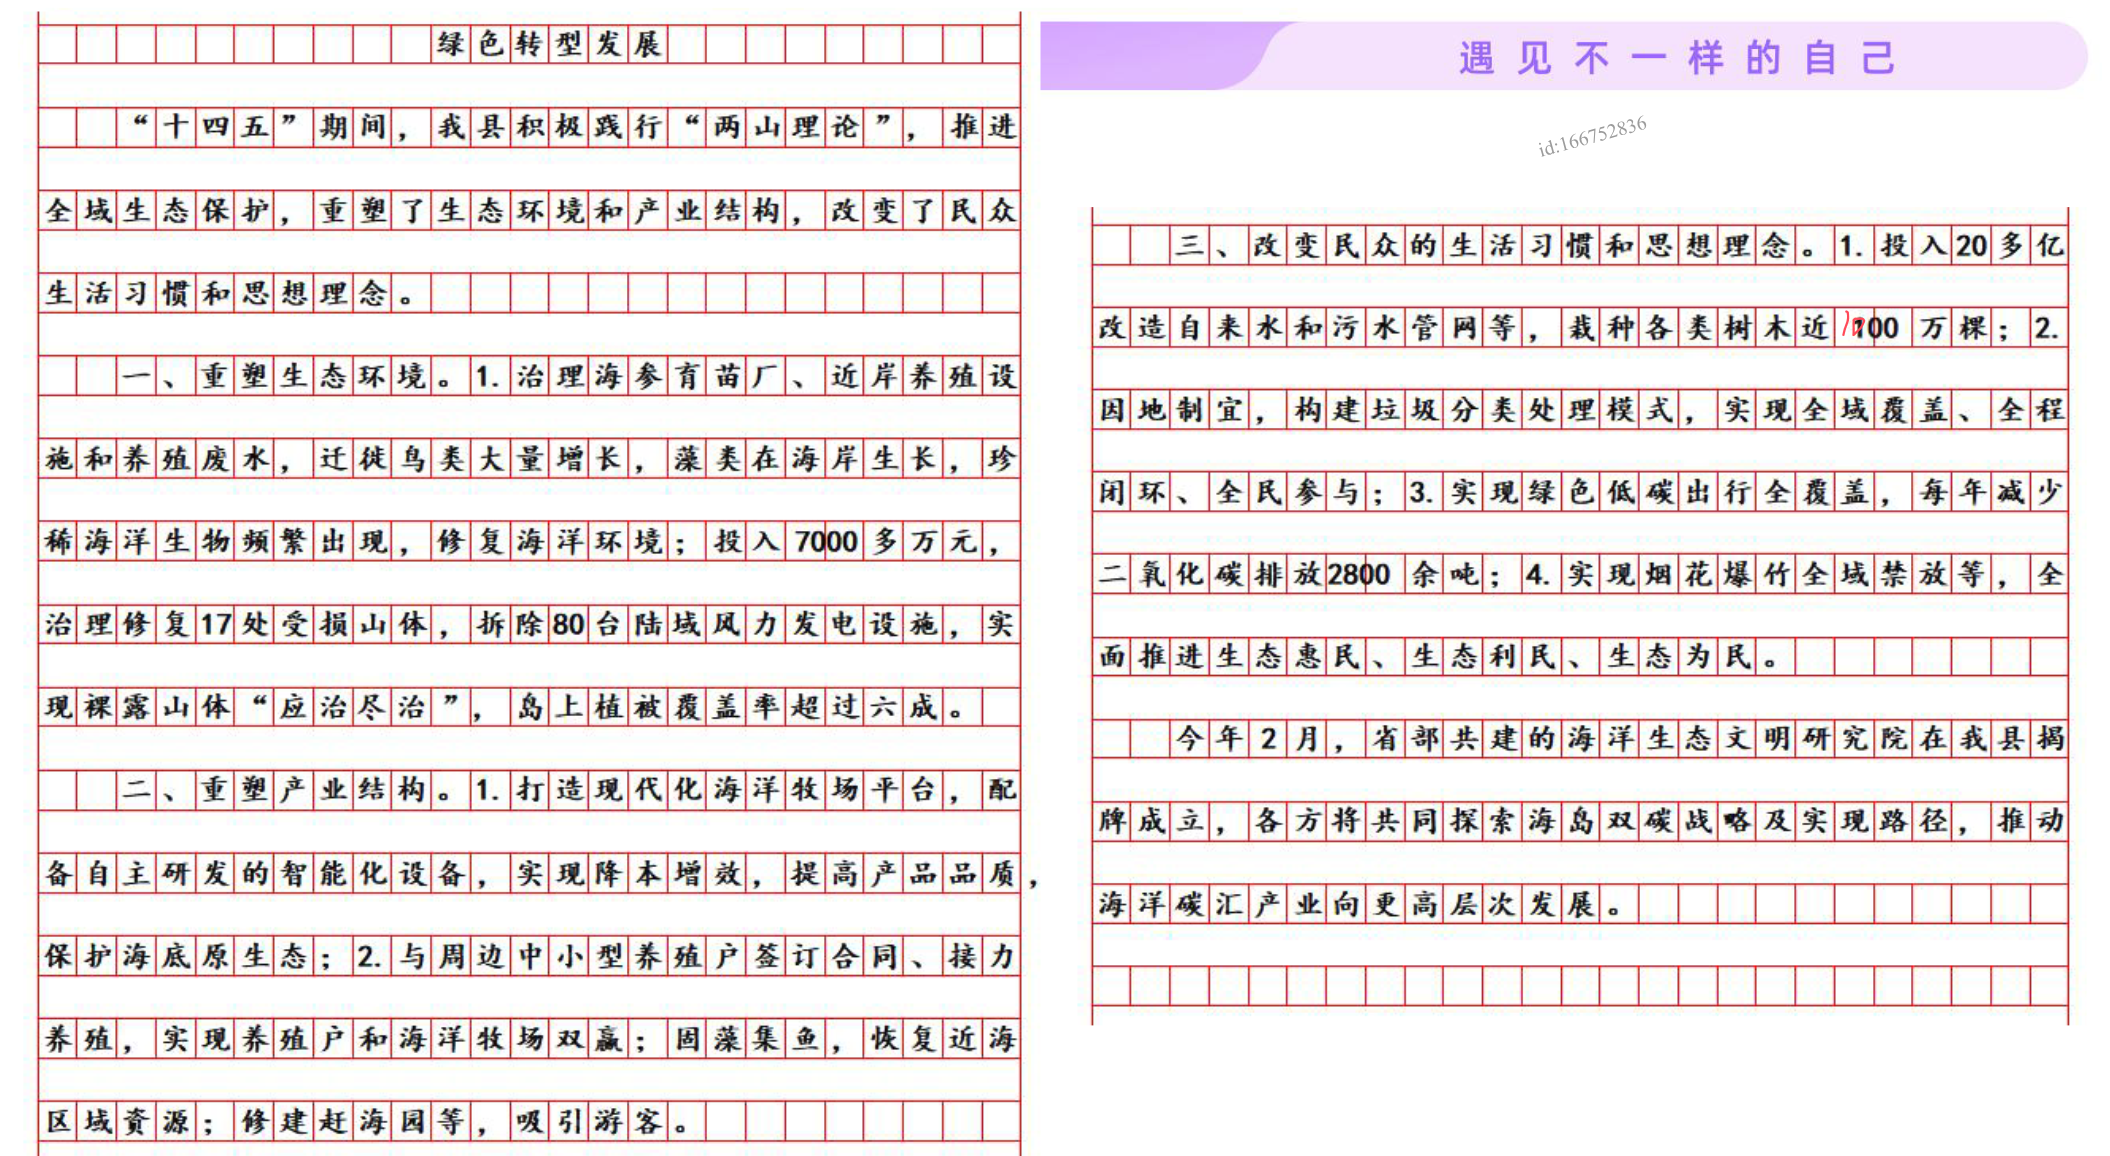 绿色转型发展
“十四五”期间，我县积极践行“两山理论”，推进
全域生态保护，重塑了生态环境和产业结构，改变了民众
生活习惯和思想理念。
一、重塑生态环境。1.治理海参育苗厂、近岸养殖设
施和养殖废水，迁徙鸟类大量增长，藻类在海岸生长，珍
稀海洋生物频繁出现，修复海洋环境；投入7000多万元，
治理修复17处受损山体，拆除80台陆域风力发电设施，实
现裸露山体“应治尽治”，岛上植被覆盖率超过六成。
二、重塑产业结构。1.打造现代化海洋牧场平台，配
备自主研发的智能化设备，实现降本增效，提高产品品质，
保护海底原生态；2.与周边中小型养殖户签订合同、接力
养殖，实现养殖户和海洋牧场双赢；固藻集鱼，恢复近海
区域资源；修建赶海园等，吸引游客。
遇见不一样的自己
id:166752836
三、改变民众的生活习惯和思想理念。1.投入20多亿
改造自来水和污水管网等，栽种各类树木近 万棵；2.
因地制宜，构建垃圾分类处理模式，实现全域覆盖、全程
闭环、全民参与；3.实现绿色低碳出行全覆盖，每年减少
二氧化碳排放2800余吨；4.实现烟花爆竹全域禁放等，全
面推进生态惠民、生态利民、生态为民。
今年2月，省部共建的海洋生态文明研究院在我县揭
牌成立，各方将共同探索海岛双碳战略及实现路径，推动
海洋碳汇产业向更高层次发展。